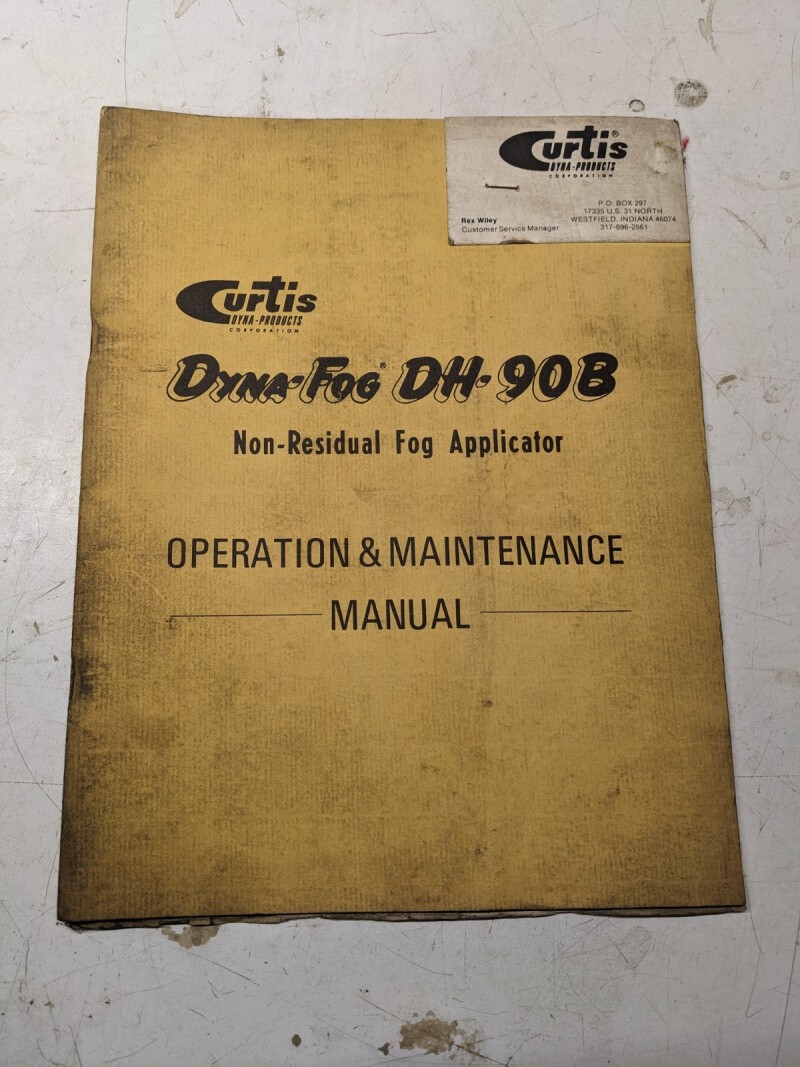 Curtis®
DYNA-PRODUCTS
CORPORATION
P.O. BOX 297
17335 U.S. 31 NORTH
Rex Wiley WESTFIELD, INDIANA 46074
Customer Service Manager 317-896-2561
Curtis
DYNA-PRODUCTS
CORPORATION
DYNA-FOG® DH-90B
Non-Residual Fog Applicator
OPERATION & MAINTENANCE
MANUAL